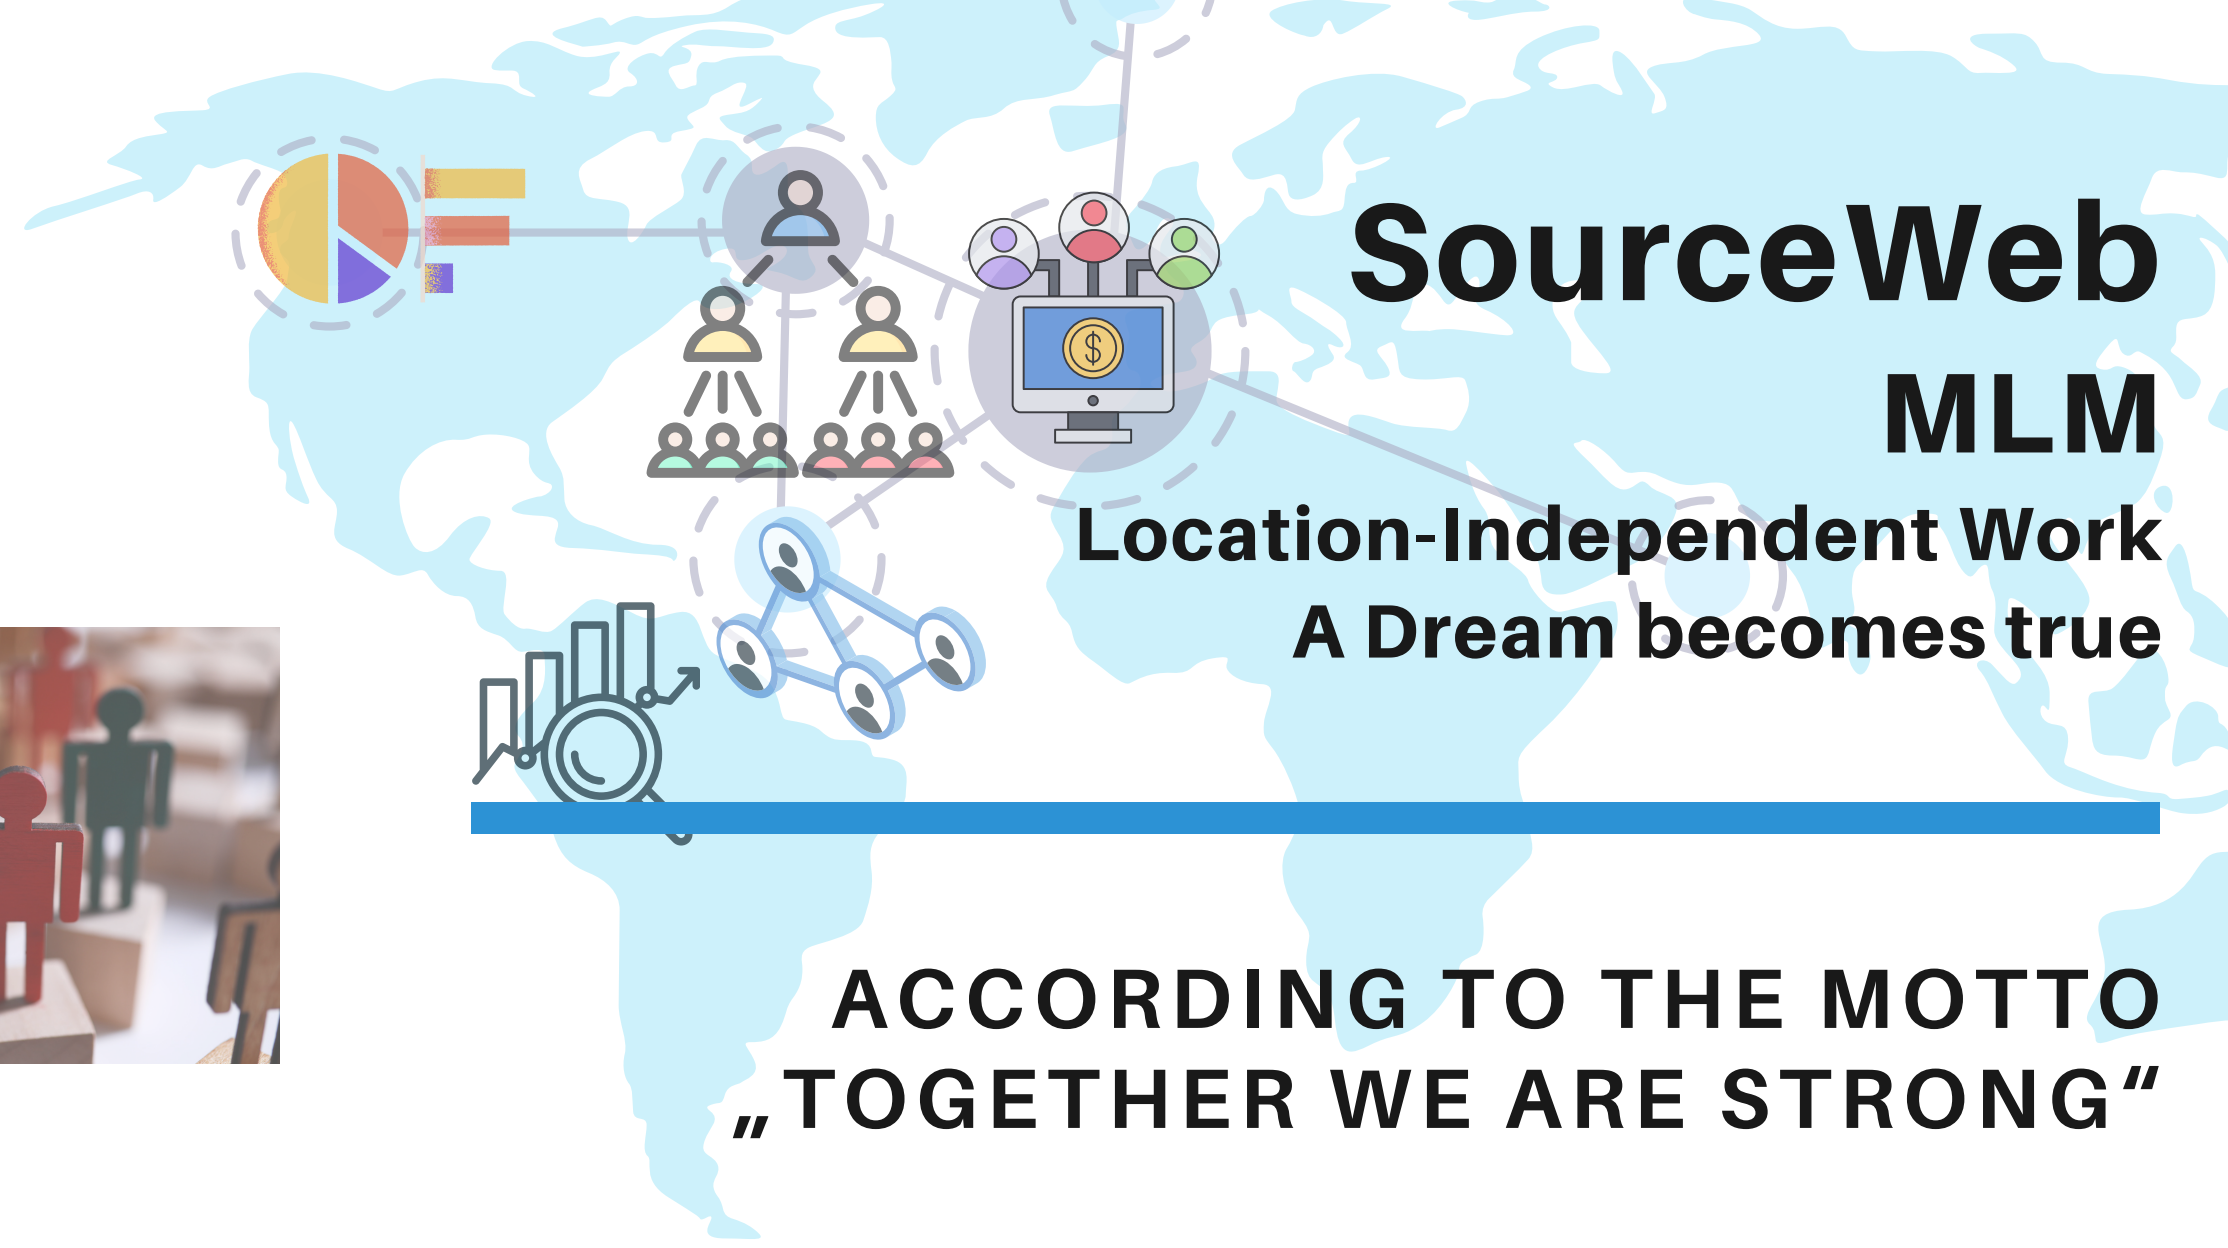 SourceWeb
MLM
Location-Independent Work
A Dream becomes true
ACCORDING TO THE MOTTO
„TOGETHER WE ARE STRONG“